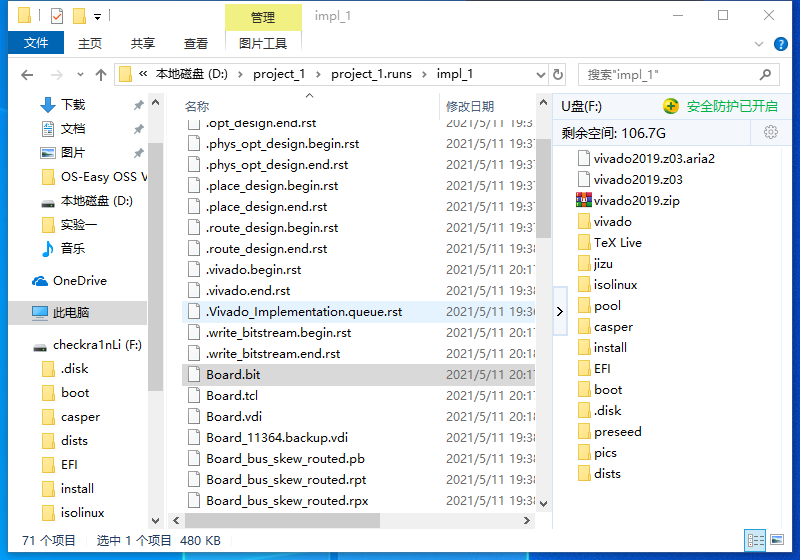 管理
impl_1
文件
主页
共享
查看
图片工具
« 本地磁盘 (D:) › project_1 › project_1.runs › impl_1
搜索"impl_1"
下载
文档
图片
OS-Easy OSS V
本地磁盘 (D:)
实验一
音乐
OneDrive
此电脑
checkra1nLi (F:)
.disk
boot
casper
dists
EFI
install
isolinux
名称 修改日期
.opt_design.end.rst 2021/5/11 19:3
.phys_opt_design.begin.rst 2021/5/11 19:37
.phys_opt_design.end.rst 2021/5/11 19:37
.place_design.begin.rst 2021/5/11 19:37
.place_design.end.rst 2021/5/11 19:37
.route_design.begin.rst 2021/5/11 19:37
.route_design.end.rst 2021/5/11 19:38
.vivado.begin.rst 2021/5/11 20:17
.vivado.end.rst 2021/5/11 20:18
.Vivado_Implementation.queue.rst 2021/5/11 19:36
.write_bitstream.begin.rst 2021/5/11 20:17
.write_bitstream.end.rst 2021/5/11 20:18
Board.bit 2021/5/11 20:17
Board.tcl 2021/5/11 20:17
Board.vdi 2021/5/11 20:18
Board_11364.backup.vdi 2021/5/11 19:38
Board_bus_skew_routed.pb 2021/5/11 19:38
Board_bus_skew_routed.rpt 2021/5/11 19:38
Board_bus_skew_routed.rpx 2021/5/11 19:38
U盘(F:) 安全防护已开启
剩余空间: 106.7G
vivado2019.z03.aria2
vivado2019.z03
vivado2019.zip
vivado
TeX Live
jizu
isolinux
pool
casper
install
EFI
boot
.disk
preseed
pics
dists
71 个项目 选中 1 个项目 480 KB